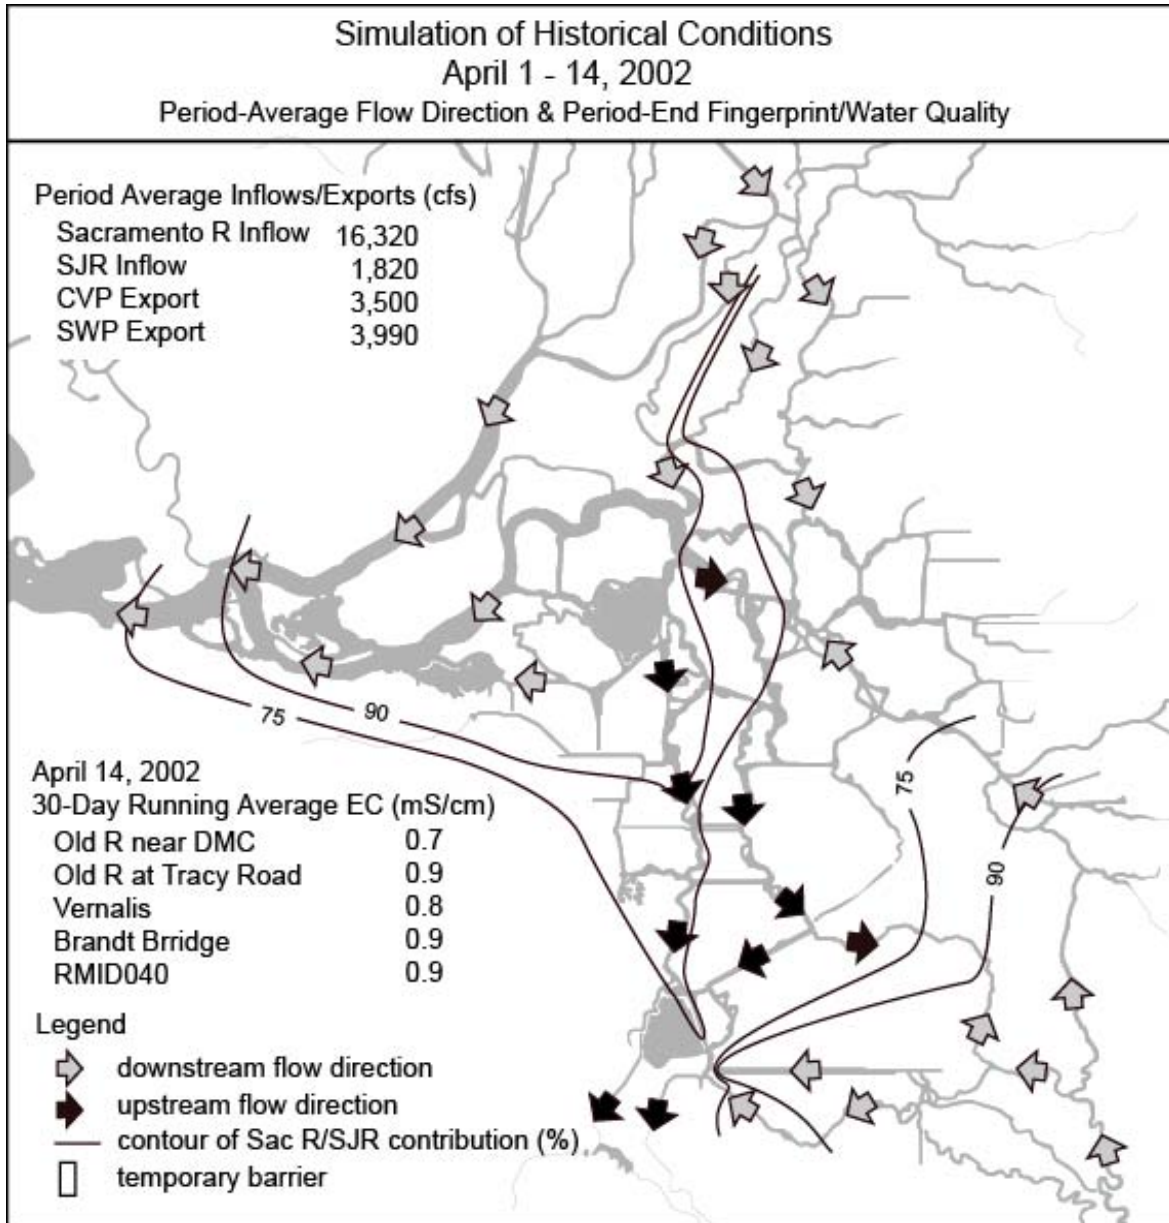 Simulation of Historical Conditions
April 1 - 14, 2002
Period-Average Flow Direction & Period-End Fingerprint/Water Quality
Period Average Inflows/Exports (cfs)
Sacramento R Inflow 16,320
SJR Inflow 1,820
CVP Export 3,500
SWP Export 3,990
75
90
75
90
April 14, 2002
30-Day Running Average EC (mS/cm)
Old R near DMC 0.7
Old R at Tracy Road 0.9
Vernalis 0.8
Brandt Brridge 0.9
RMID040 0.9
Legend
downstream flow direction
upstream flow direction
contour of Sac R/SJR contribution (%)
temporary barrier